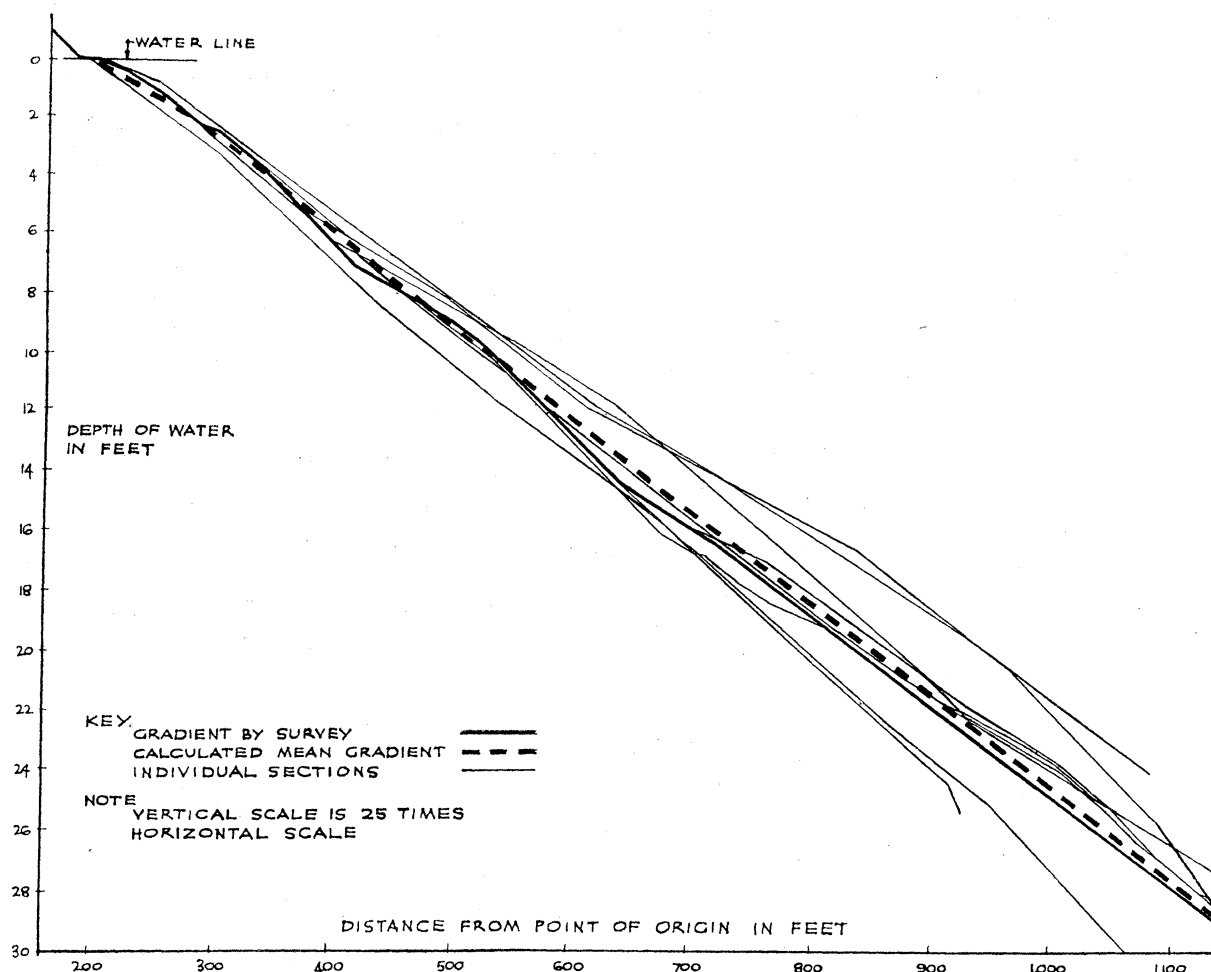 WATER LINE
0
2
4
6
8
10
12
DEPTH OF WATER
IN FEET
14
16
18
20
22
KEY.
GRADIENT BY SURVEY
CALCULATED MEAN GRADIENT
INDIVIDUAL SECTIONS
24
NOTE
VERTICAL SCALE IS 25 TIMES
HORIZONTAL SCALE
26
28
DISTANCE FROM POINT OF ORIGIN IN FEET
30
200 300 400 500 600 700 800 900 1000 1100